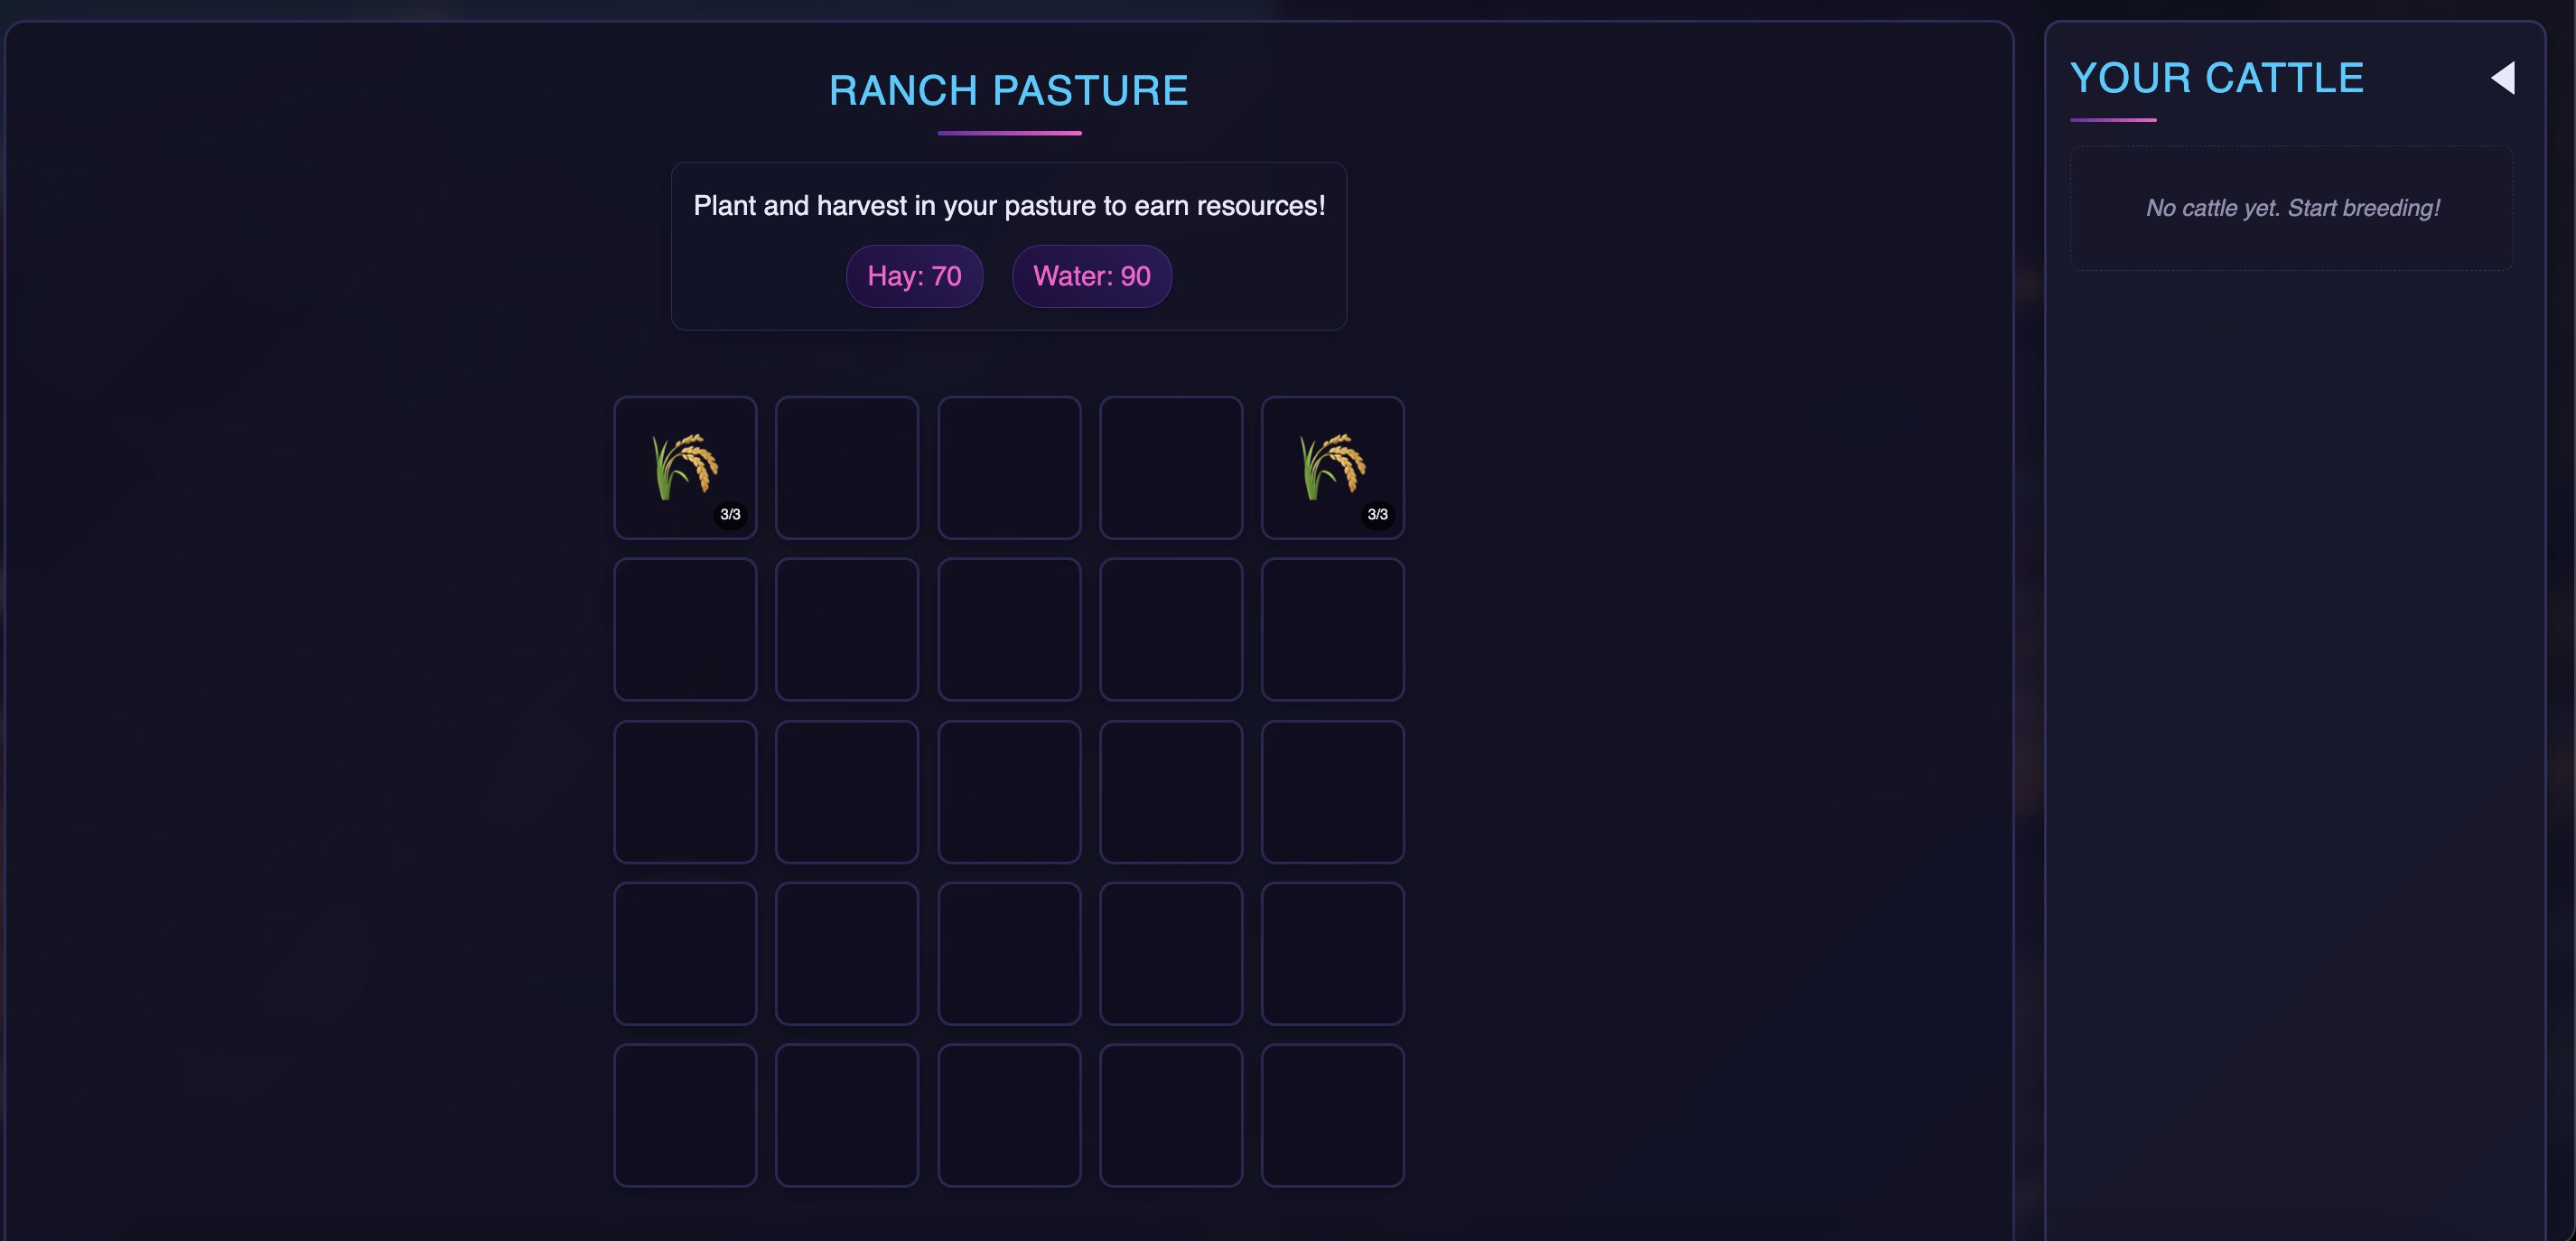 RANCH PASTURE
Plant and harvest in your pasture to earn resources!
Hay: 70
Water: 90
3/3
3/3
YOUR CATTLE
No cattle yet. Start breeding!